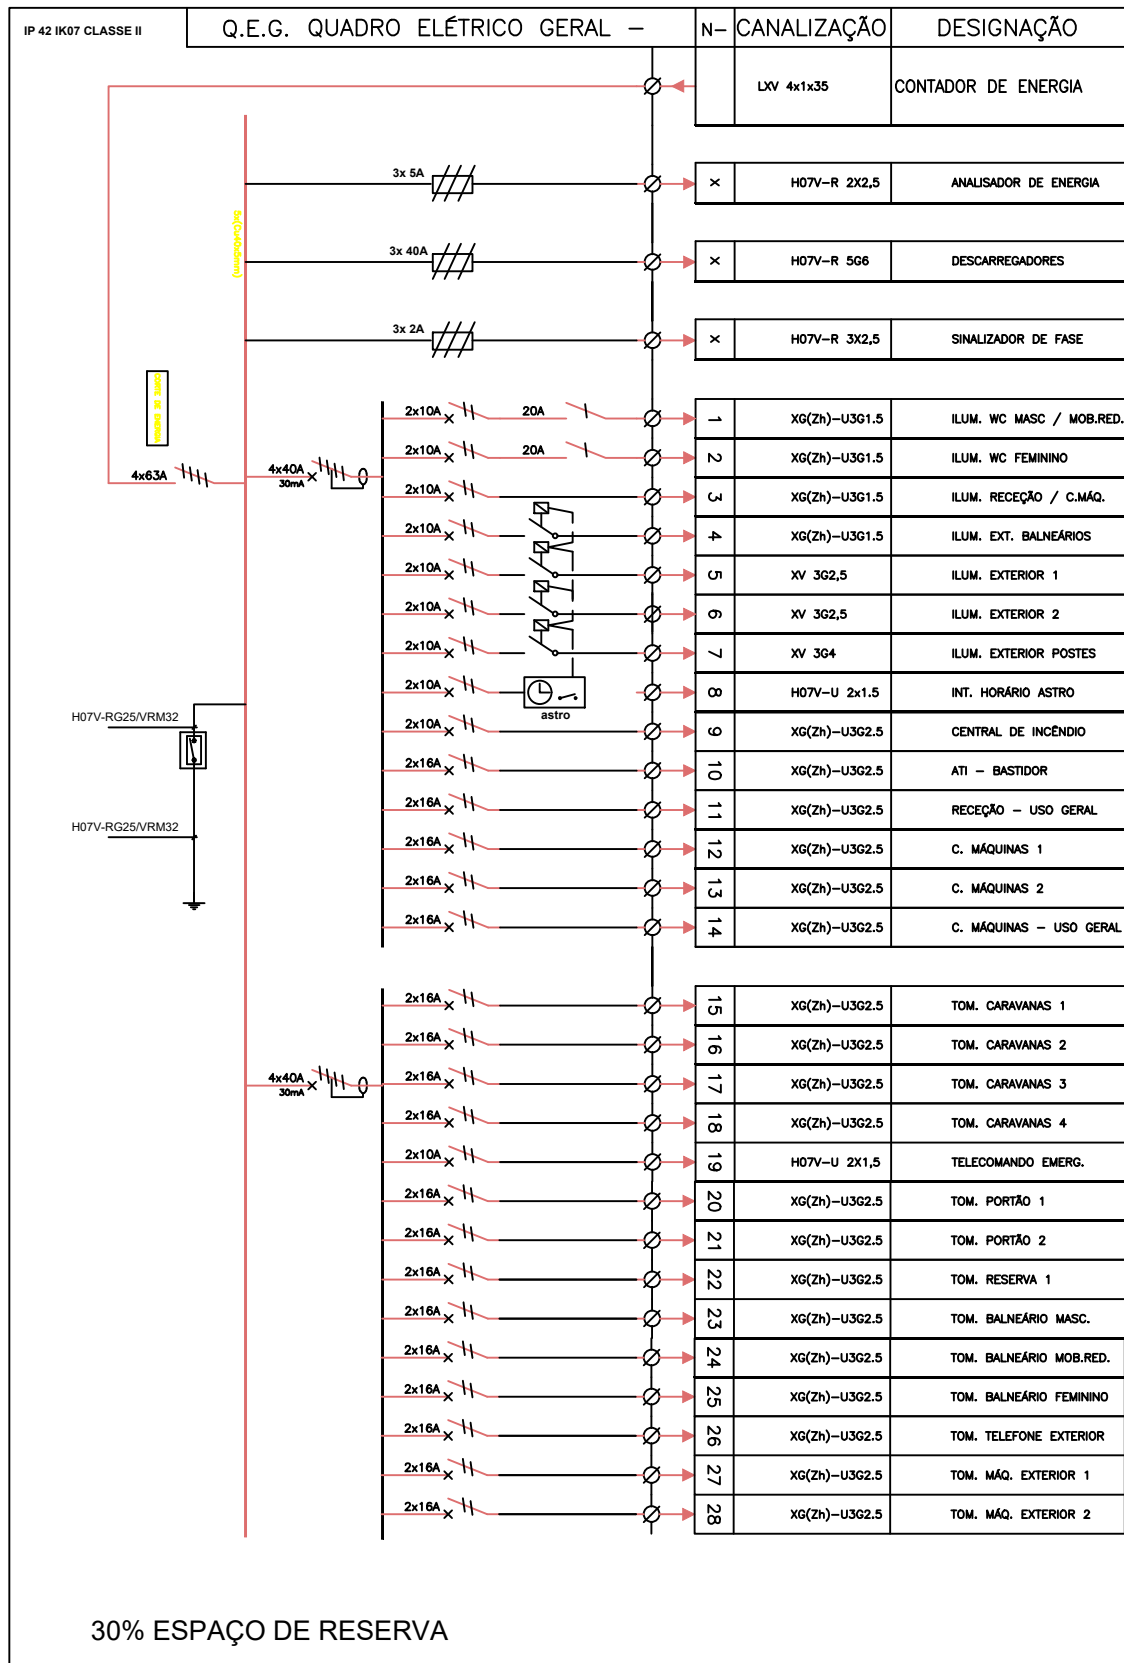 IP 42 IK07 CLASSE II
Q.E.G. QUADRO ELÉTRICO GERAL –
N– CANALIZAÇÃO DESIGNAÇÃO
LXV 4x1x35 CONTADOR DE ENERGIA
3x 5A × H07V–R 2X2,5 ANALISADOR DE ENERGIA
3x 40A × H07V–R 5G6 DESCARREGADORES
3x 2A × H07V–R 3X2,5 SINALIZADOR DE FASE
CORTE DE ENERGIA
4x63A
4x40A
30mA
2x10A 20A 1 XG(Zh)–U3G1.5 ILUM. WC MASC / MOB.RED.
2x10A 20A 2 XG(Zh)–U3G1.5 ILUM. WC FEMININO
2x10A 3 XG(Zh)–U3G1.5 ILUM. RECEÇÃO / C.MÁQ.
2x10A 4 XG(Zh)–U3G1.5 ILUM. EXT. BALNEÁRIOS
2x10A 5 XV 3G2,5 ILUM. EXTERIOR 1
2x10A 6 XV 3G2,5 ILUM. EXTERIOR 2
2x10A 7 XV 3G4 ILUM. EXTERIOR POSTES
2x10A 8 H07V–U 2x1.5 INT. HORÁRIO ASTRO
astro
2x10A 9 XG(Zh)–U3G2.5 CENTRAL DE INCÊNDIO
2x16A 10 XG(Zh)–U3G2.5 ATI – BASTIDOR
2x16A 11 XG(Zh)–U3G2.5 RECEÇÃO – USO GERAL
2x16A 12 XG(Zh)–U3G2.5 C. MÁQUINAS 1
2x16A 13 XG(Zh)–U3G2.5 C. MÁQUINAS 2
2x16A 14 XG(Zh)–U3G2.5 C. MÁQUINAS – USO GERAL
H07V-RG25/VRM32
H07V-RG25/VRM32
4x40A
30mA
2x16A 15 XG(Zh)–U3G2.5 TOM. CARAVANAS 1
2x16A 16 XG(Zh)–U3G2.5 TOM. CARAVANAS 2
2x16A 17 XG(Zh)–U3G2.5 TOM. CARAVANAS 3
2x16A 18 XG(Zh)–U3G2.5 TOM. CARAVANAS 4
2x10A 19 H07V–U 2X1,5 TELECOMANDO EMERG.
2x16A 20 XG(Zh)–U3G2.5 TOM. PORTÃO 1
2x16A 21 XG(Zh)–U3G2.5 TOM. PORTÃO 2
2x16A 22 XG(Zh)–U3G2.5 TOM. RESERVA 1
2x16A 23 XG(Zh)–U3G2.5 TOM. BALNEÁRIO MASC.
2x16A 24 XG(Zh)–U3G2.5 TOM. BALNEÁRIO MOB.RED.
2x16A 25 XG(Zh)–U3G2.5 TOM. BALNEÁRIO FEMININO
2x16A 26 XG(Zh)–U3G2.5 TOM. TELEFONE EXTERIOR
2x16A 27 XG(Zh)–U3G2.5 TOM. MÁQ. EXTERIOR 1
2x16A 28 XG(Zh)–U3G2.5 TOM. MÁQ. EXTERIOR 2
30% ESPAÇO DE RESERVA